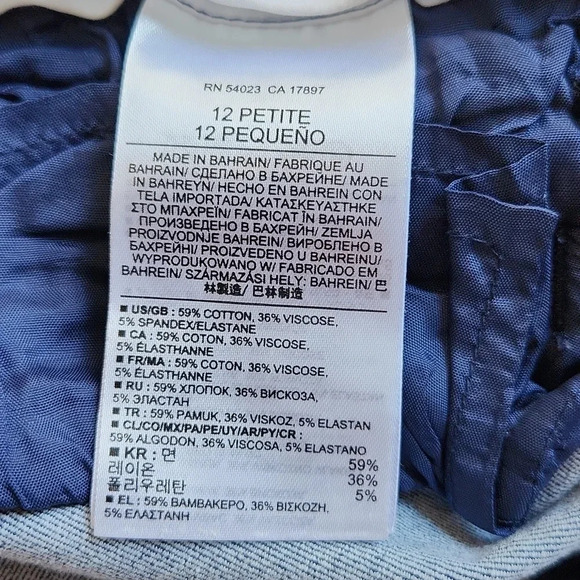 RN 54023 CA 17897
12 PETITE
12 PEQUEÑO
MADE IN BAHRAIN/ FABRIQUE AU
BAHRAIN/ СДЕЛАНО В БАХРЕЙНЕ/ MADE
IN BAHREYN/ HECHO EN BAHREIN CON
TELA IMPORTADA/ ΚΑΤΑΣΚΕΥΑΣΤΗΚΕ
ΣΤΟ ΜΠΑΧΡΕΪΝ/ FABRICAT ÎN BAHRAIN/
ПРОИЗВЕДЕНО В БАХРЕЙН/ ZEMLJA
PROIZVODNJE BAHREIN/ ВИРОБЛЕНО В
БАХРЕЙНІ/ PROIZVEDENO U BAHREINU/
WYPRODUKOWANO W/ FABRICADO EM
BAHREIN/ SZÁRMAZÁSI HELY: BAHREIN/ 巴
林製造/ 巴林制造
■ US/GB : 59% COTTON, 36% VISCOSE,
5% SPANDEX/ELASTANE
■ CA : 59% COTON, 36% VISCOSE,
5% ÉLASTHANNE
■ FR/MA : 59% COTON, 36% VISCOSE,
5% ÉLASTHANNE
■ RU : 59% ХЛОПОК, 36% ВИСКОЗА,
5% ЭЛАСТАН
■ TR : 59% PAMUK, 36% VISKOZ, 5% ELASTAN
■ CL/CO/MX/PA/PE/UY/AR/PY/CR :
59% ALGODON, 36% VISCOSA, 5% ELASTANO
■ KR : 면 59%
레이온 36%
폴리우레탄 5%
■ EL : 59% ΒΑΜΒΑΚΕΡΟ, 36% ΒΙΣΚΟΖΗ,
5% ΕΛΑΣΤΑΝΗ